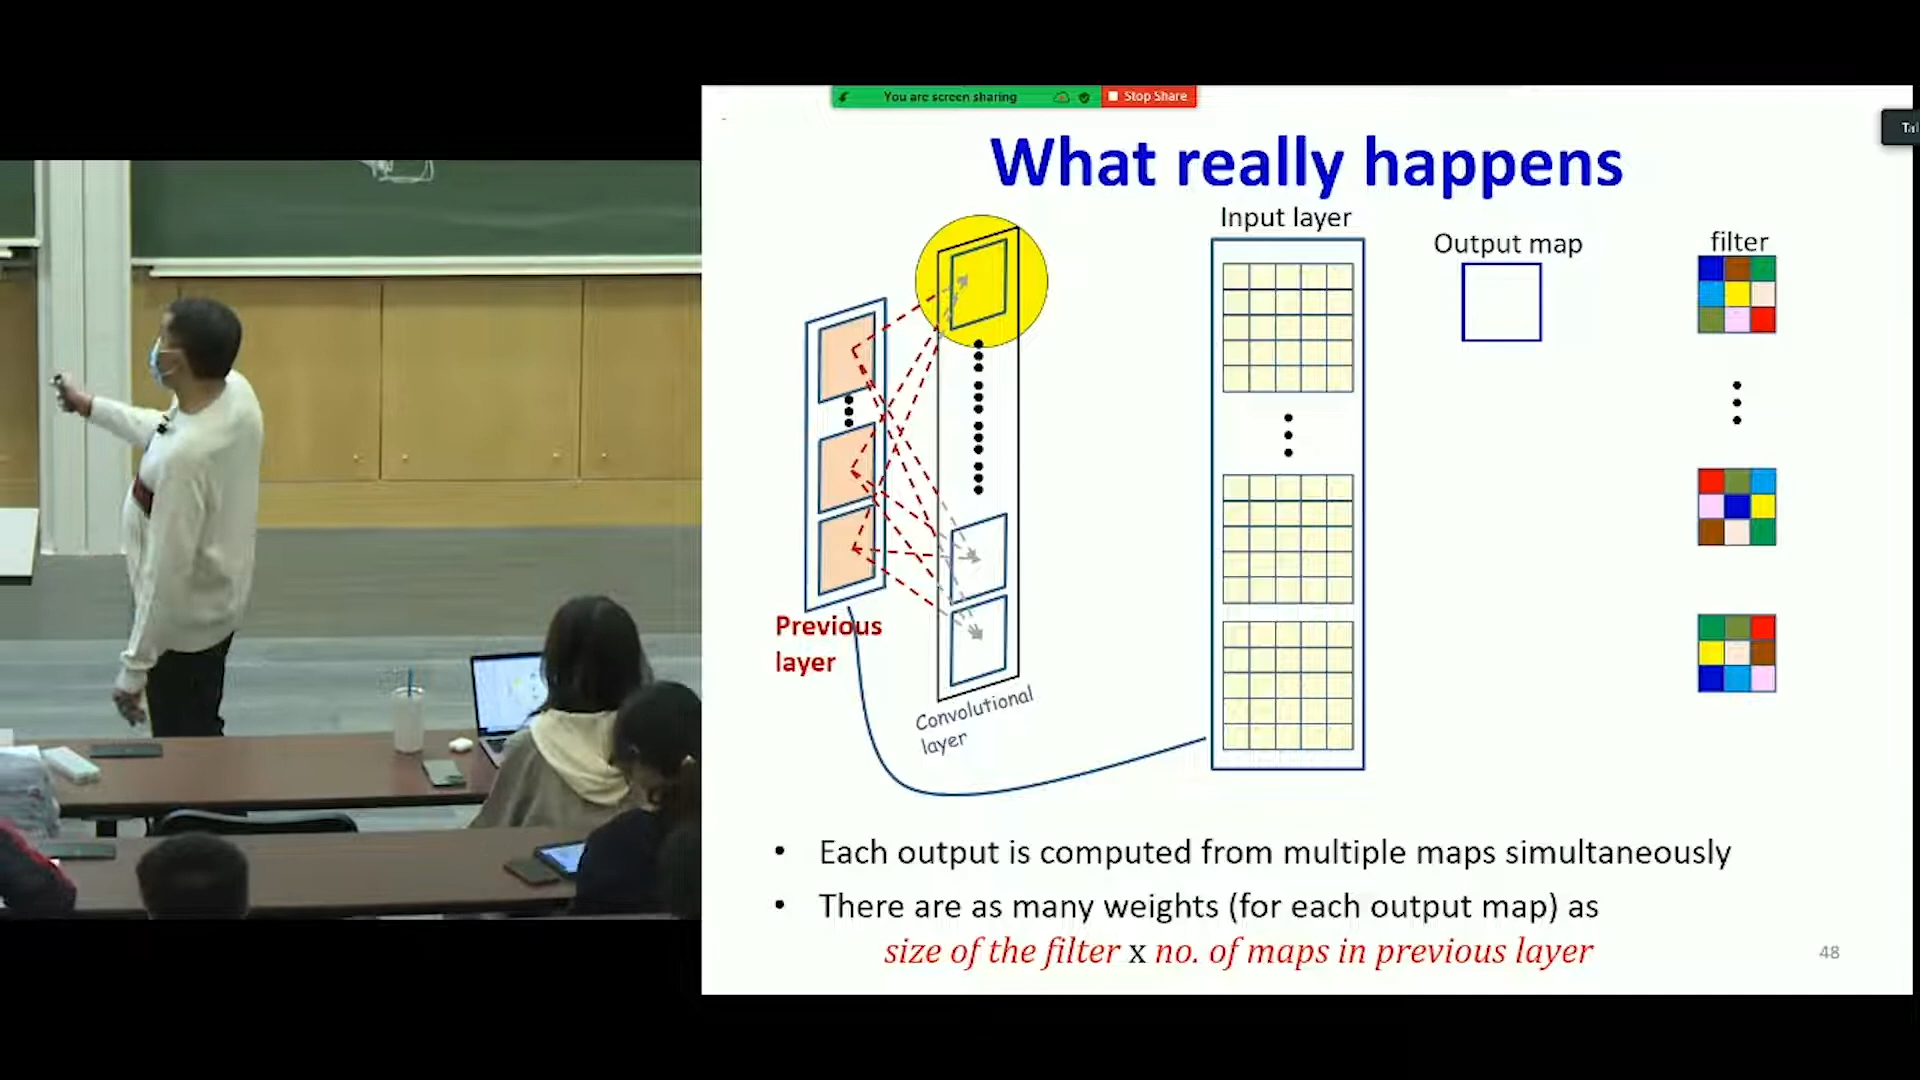 You are screen sharing
Stop Share
Tal
What really happens
Input layer
Output map
filter
Previous
layer
Convolutional
layer
• Each output is computed from multiple maps simultaneously
• There are as many weights (for each output map) as
size of the filter x no. of maps in previous layer
48